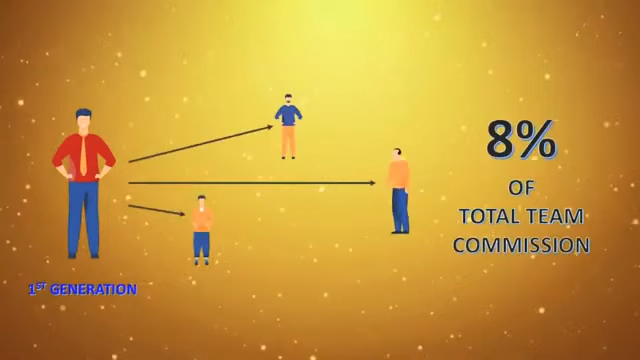 1ST GENERATION
8%
OF
TOTAL TEAM
COMMISSION